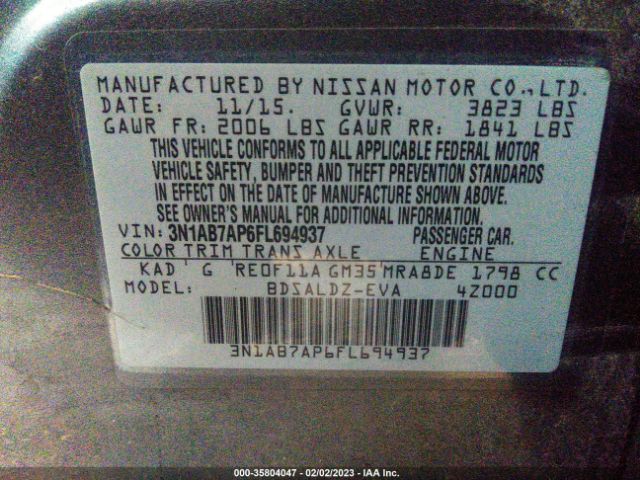 MANUFACTURED BY NISSAN MOTOR CO., LTD.
DATE: 11/15. GVWR: 3823 LBS
GAWR FR: 2006 LBS GAWR RR: 1841 LBS
THIS VEHICLE CONFORMS TO ALL APPLICABLE FEDERAL MOTOR
VEHICLE SAFETY, BUMPER AND THEFT PREVENTION STANDARDS
IN EFFECT ON THE DATE OF MANUFACTURE SHOWN ABOVE.
SEE OWNER'S MANUAL FOR ADDITIONAL INFORMATION.
VIN: 3N1AB7AP6FL694937 PASSENGER CAR.
COLOR TRIM TRANS AXLE ENGINE
KAD G RE0F11A GM35 MRA8DE 1798 CC
MODEL: BDSALDZ-EVA 4Z000
3N1AB7AP6FL694937
000-35804047 — 02/02/2023 — IAA Inc.